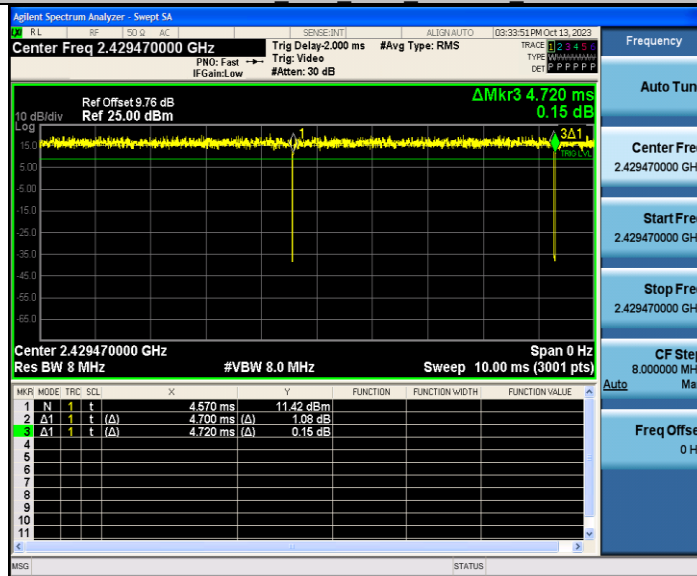 Agilent Spectrum Analyzer - Swept SA
RL RF 50 Ω AC SENSE:INT ALIGN AUTO 03:33:51 PM Oct 13, 2023
Center Freq 2.429470000 GHz
Trig Delay-2.000 ms #Avg Type: RMS TRACE 1 2 3 4 5 6
PNO: Fast Trig: Video TYPE
IFGain:Low #Atten: 30 dB DET P P P P P P
ΔMkr3 4.720 ms
0.15 dB
Ref Offset 9.76 dB
10 dB/div Ref 25.00 dBm
Log
15.0
5.00
-5.00
-15.0
-25.0
-35.0
-45.0
-55.0
-65.0
1
3Δ1
TRIG LVL
Center 2.429470000 GHz Span 0 Hz
Res BW 8 MHz #VBW 8.0 MHz Sweep 10.00 ms (3001 pts)
MKR MODE TRC SCL X Y FUNCTION FUNCTION WIDTH FUNCTION VALUE
1 N 1 t 4.570 ms 11.42 dBm
2 Δ1 1 t (Δ) 4.700 ms (Δ) 1.08 dB
3 Δ1 1 t (Δ) 4.720 ms (Δ) 0.15 dB
4
5
6
7
8
9
10
11
MSG STATUS
Frequency
Auto Tun
Center Fre
2.429470000 GH
Start Fre
2.429470000 GH
Stop Fre
2.429470000 GH
CF Step
8.000000 MH
Auto Ma
Freq Offse
0 H